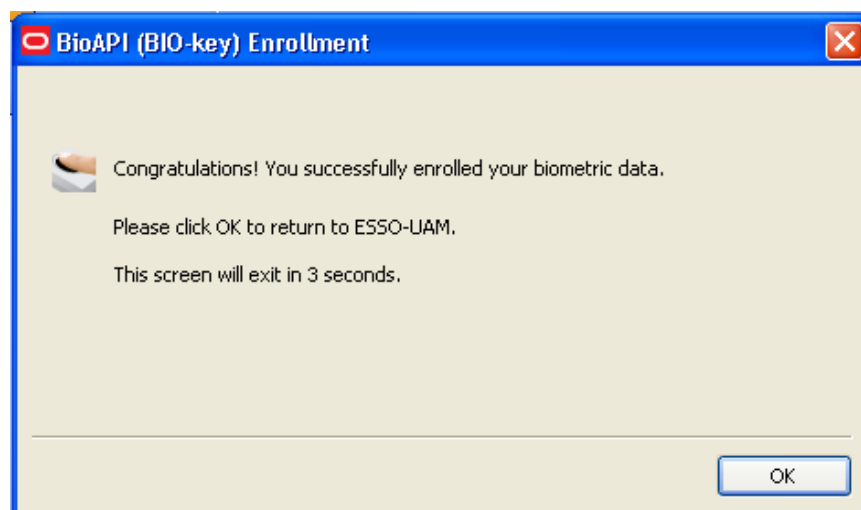 BioAPI (BIO-key) Enrollment
Congratulations! You successfully enrolled your biometric data.
Please click OK to return to ESSO-UAM.
This screen will exit in 3 seconds.
OK